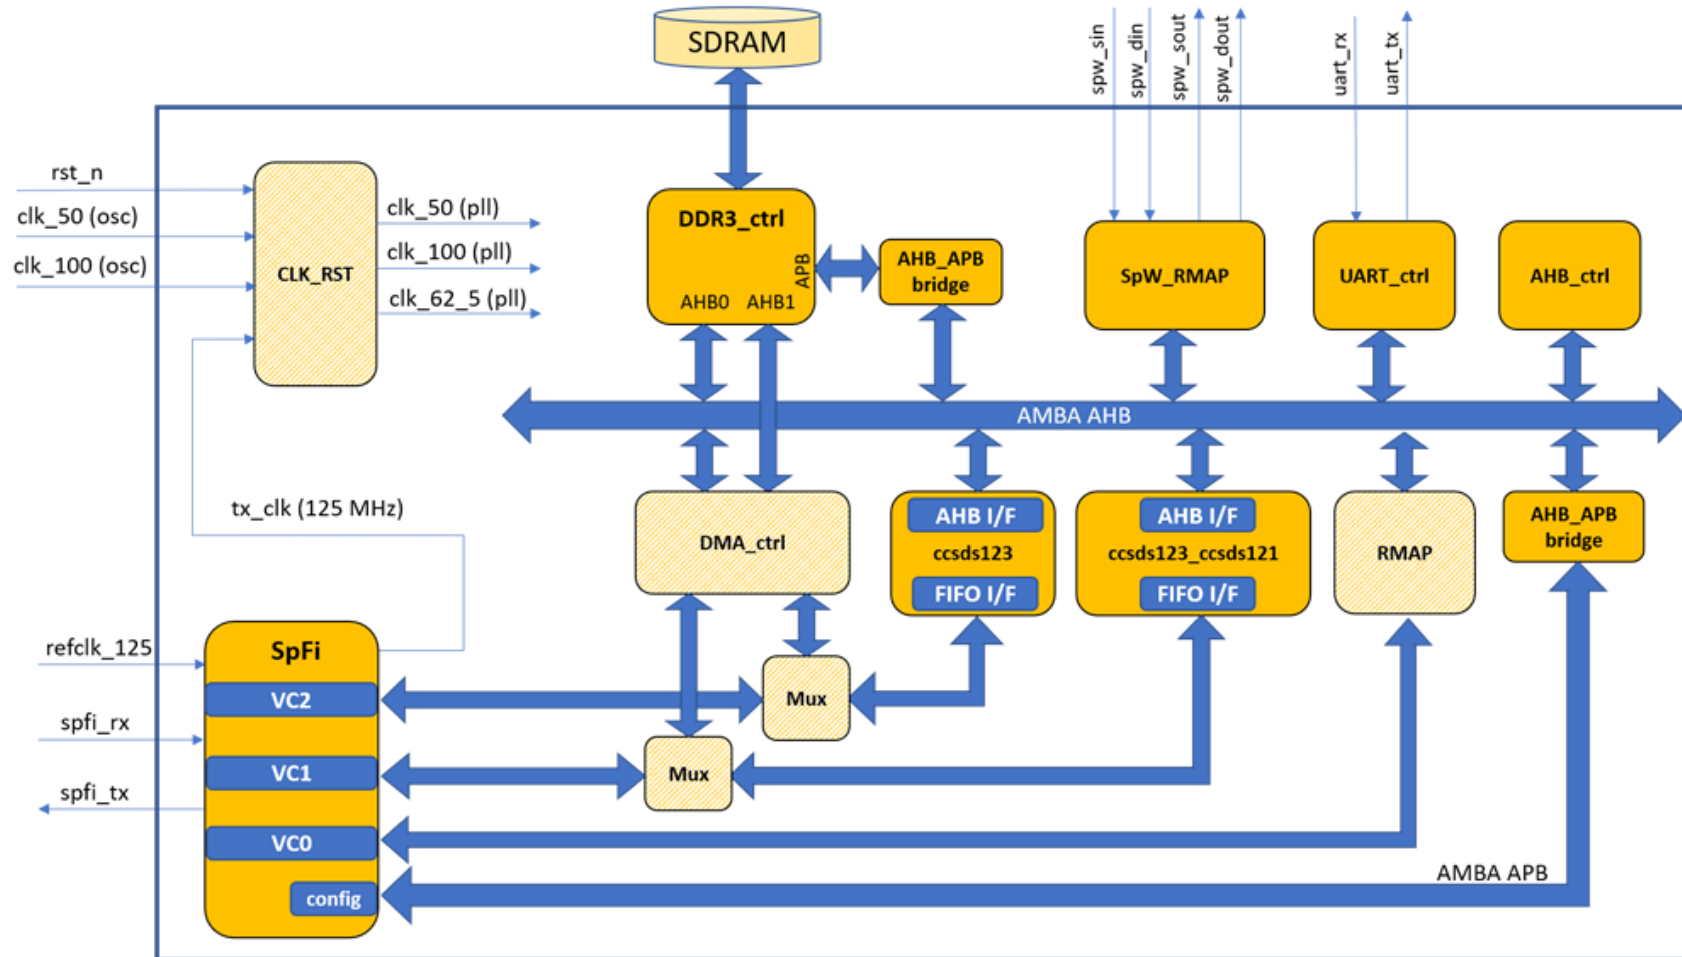 SDRAM
spw_sin
spw_din
spw_sout
spw_dout
uart_rx
uart_tx
rst_n
clk_50 (osc)
clk_100 (osc)
CLK_RST
clk_50 (pll)
clk_100 (pll)
clk_62_5 (pll)
DDR3_ctrl
APB
AHB0
AHB1
AHB_APB
bridge
SpW_RMAP
UART_ctrl
AHB_ctrl
AMBA AHB
tx_clk (125 MHz)
DMA_ctrl
AHB I/F
ccsds123
FIFO I/F
AHB I/F
ccsds123_ccsds121
FIFO I/F
RMAP
AHB_APB
bridge
refclk_125
spfi_rx
spfi_tx
SpFi
VC2
VC1
VC0
config
Mux
Mux
AMBA APB